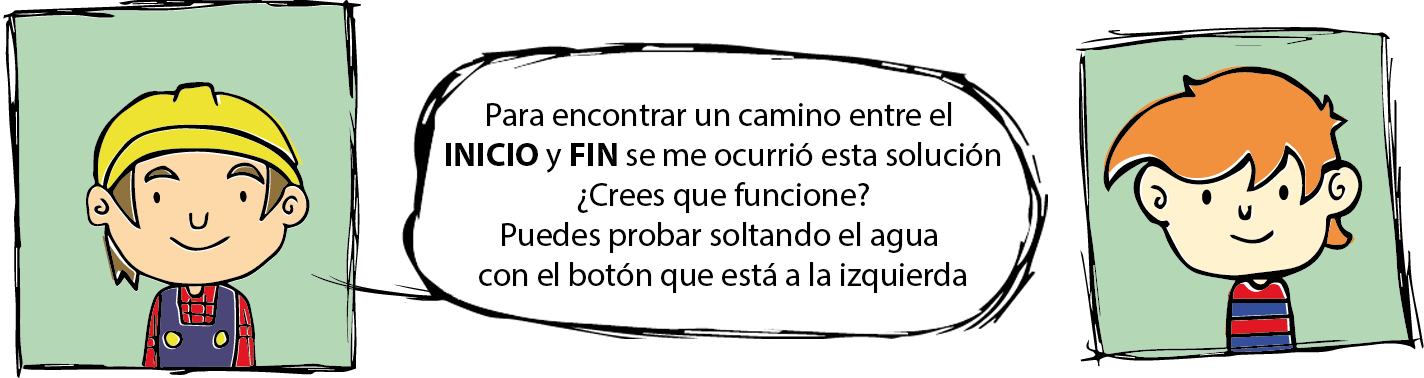 Para encontrar un camino entre el
INICIO y FIN se me ocurrió esta solución
¿Crees que funcione?
Puedes probar soltando el agua
con el botón que está a la izquierda